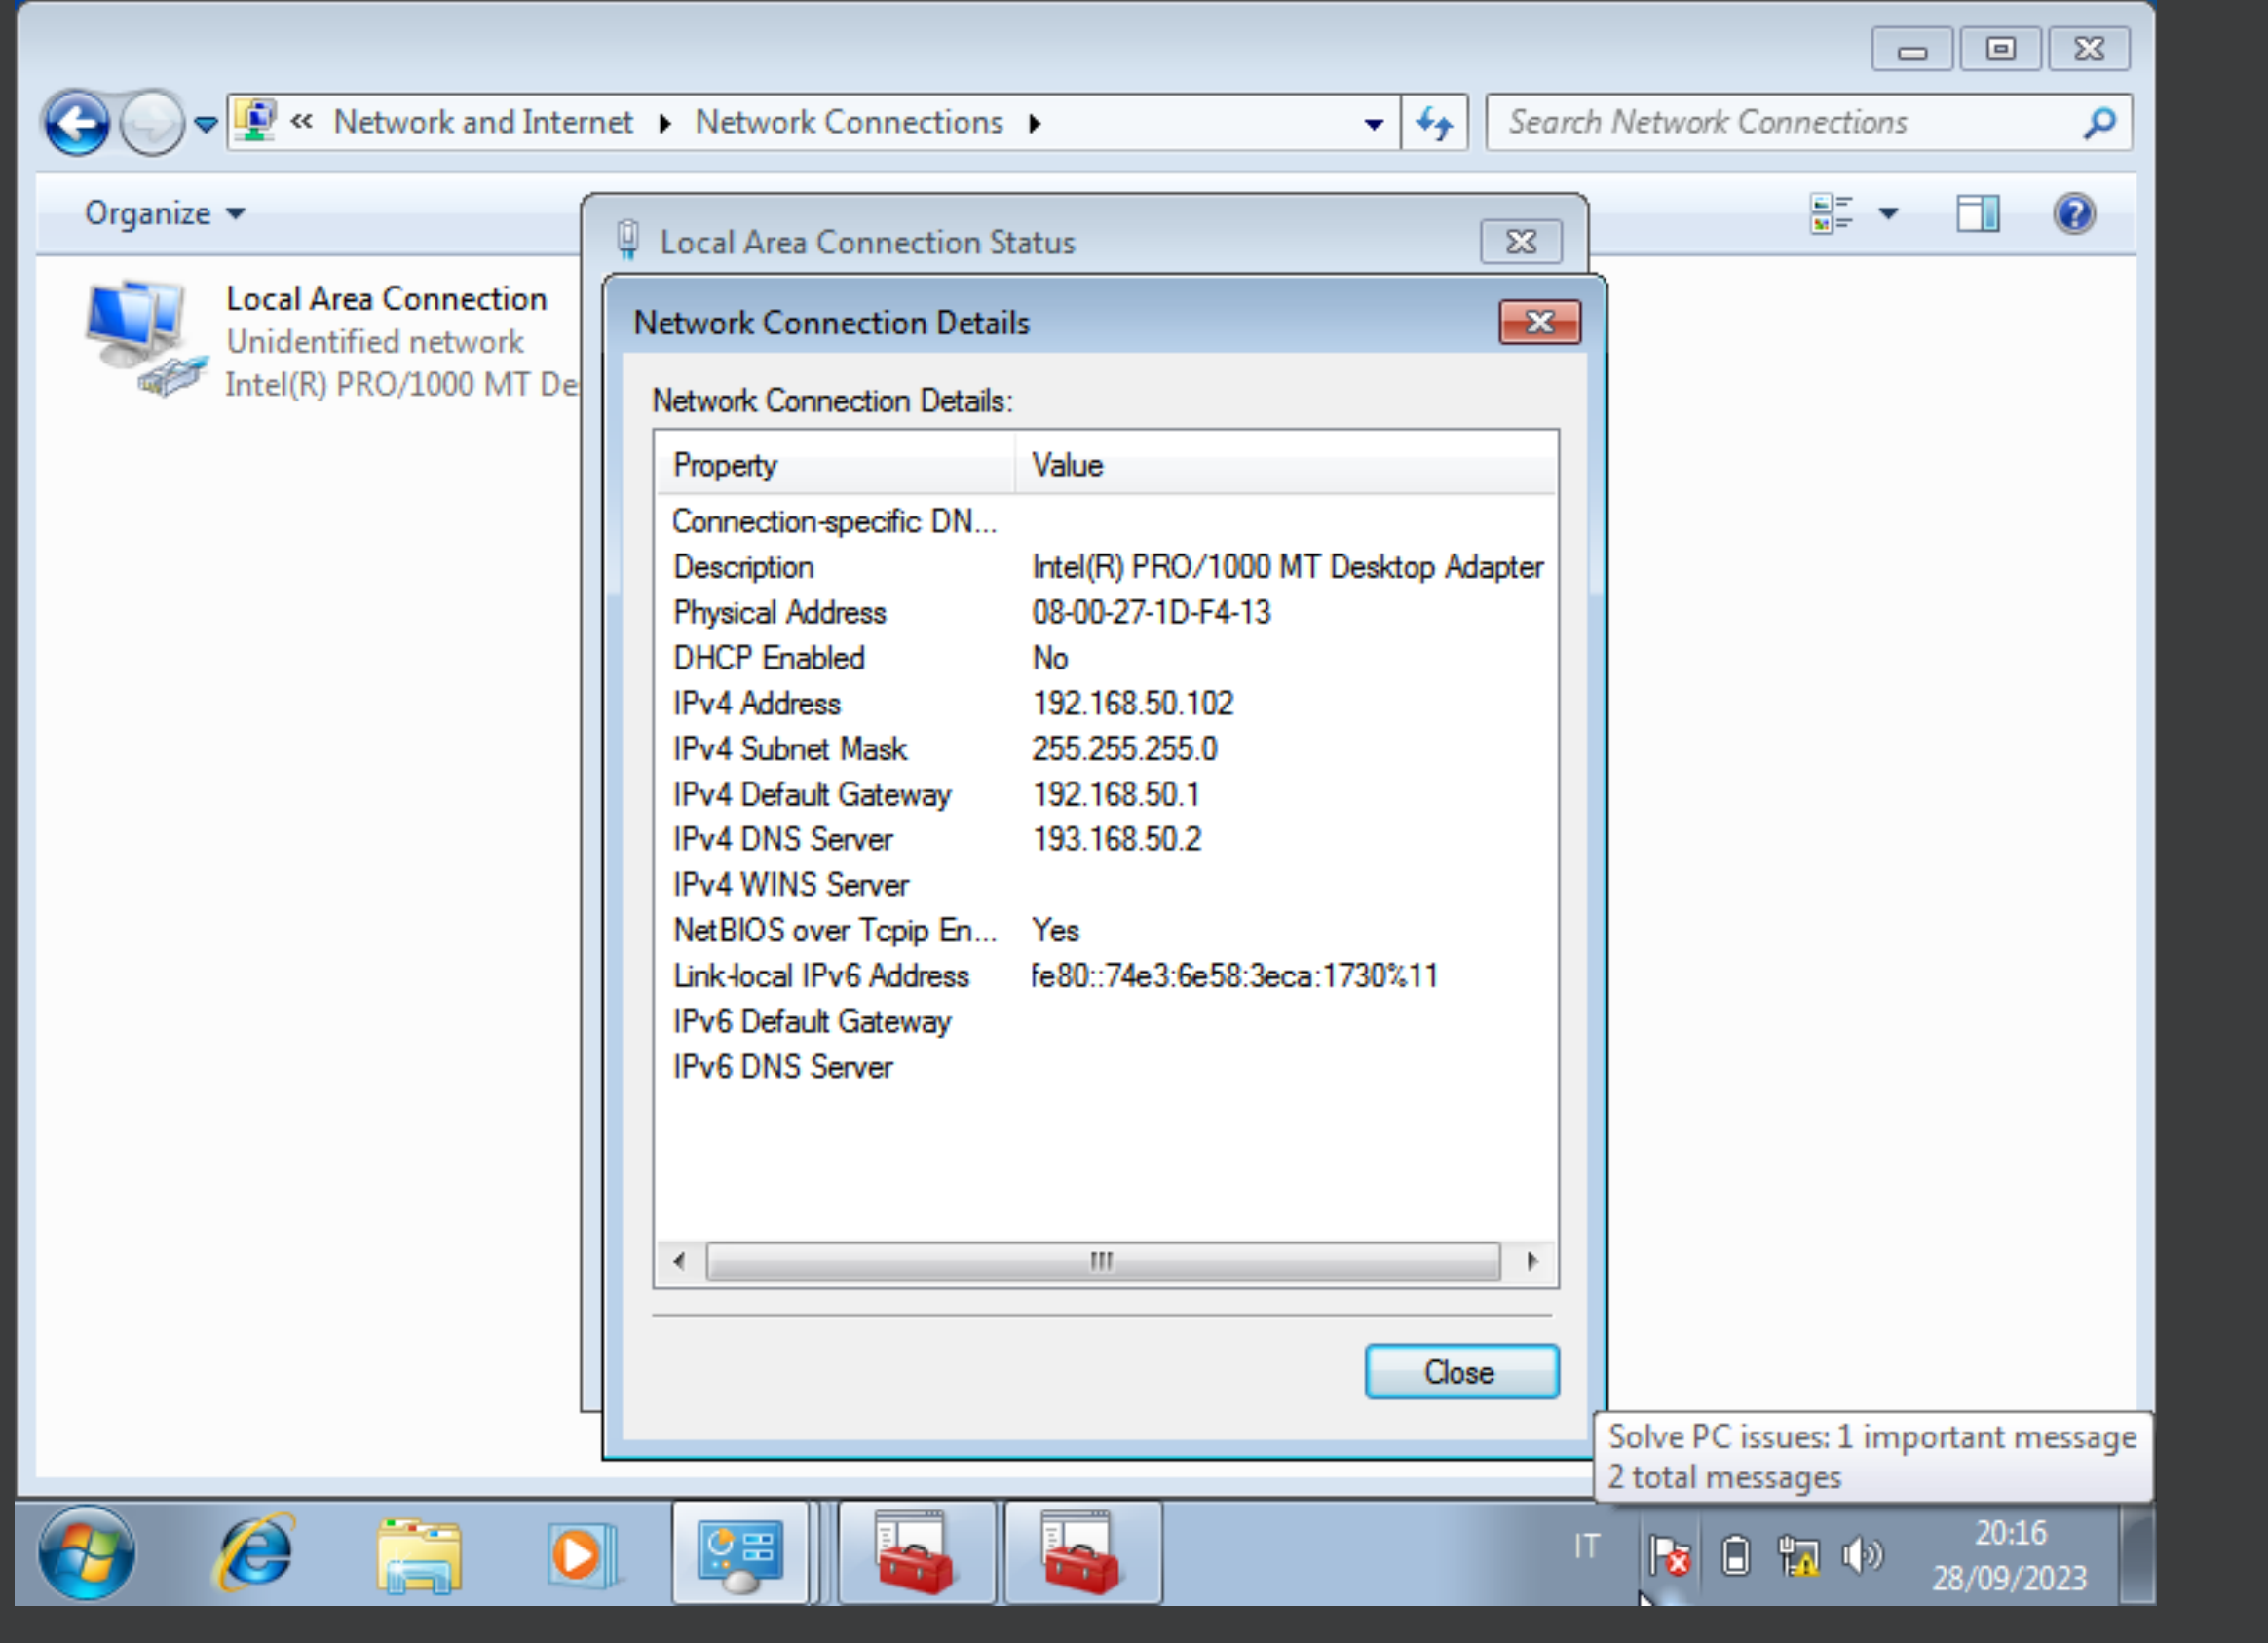 « Network and Internet ▸ Network Connections ▸
Search Network Connections
Organize
Local Area Connection
Unidentified network
Intel(R) PRO/1000 MT De
Local Area Connection Status
Network Connection Details
Network Connection Details:
Property Value
Connection-specific DN...
Description Intel(R) PRO/1000 MT Desktop Adapter
Physical Address 08-00-27-1D-F4-13
DHCP Enabled No
IPv4 Address 192.168.50.102
IPv4 Subnet Mask 255.255.255.0
IPv4 Default Gateway 192.168.50.1
IPv4 DNS Server 193.168.50.2
IPv4 WINS Server
NetBIOS over Tcpip En... Yes
Link-local IPv6 Address fe80::74e3:6e58:3eca:1730%11
IPv6 Default Gateway
IPv6 DNS Server
Close
Solve PC issues: 1 important message
2 total messages
IT
20:16
28/09/2023